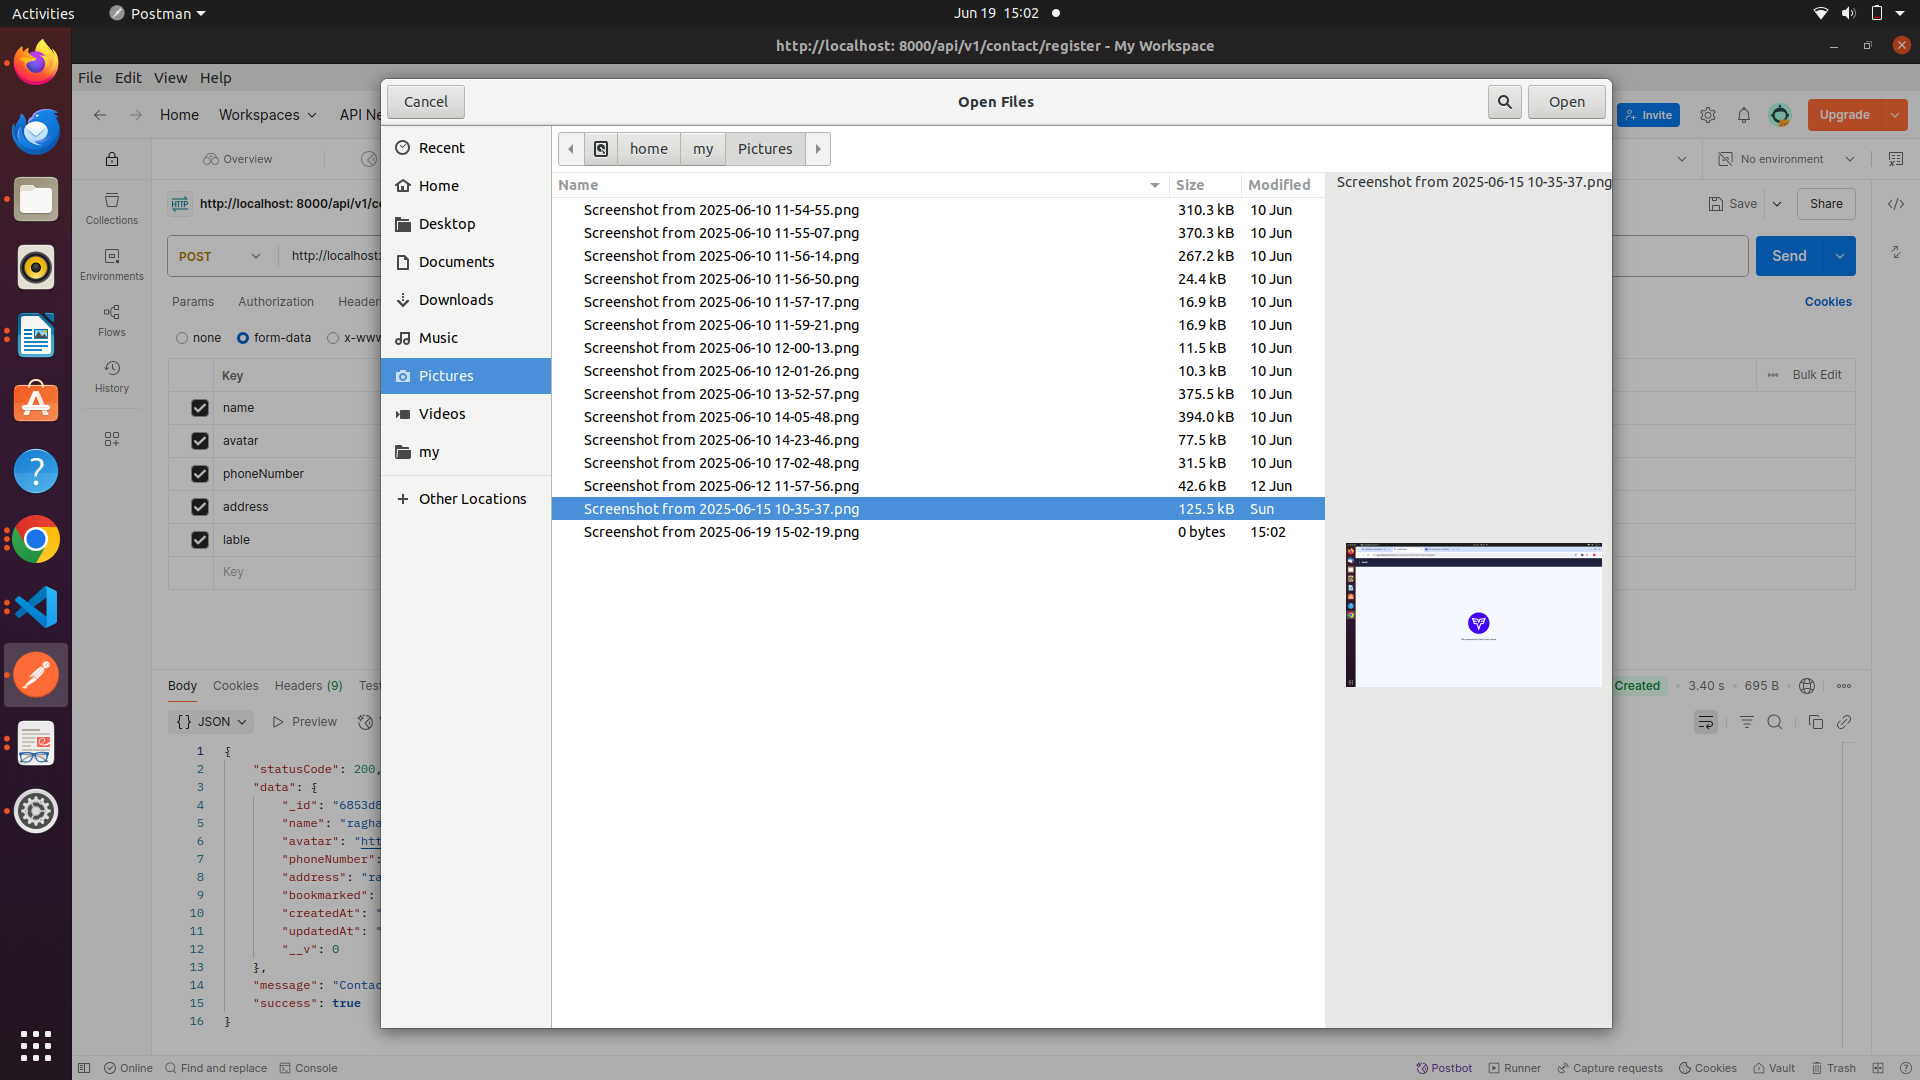 Activities
Postman
Jun 19 15:02
http://localhost: 8000/api/v1/contact/register - My Workspace
File Edit View Help
Cancel
Open Files
Open
Home
Workspaces
API Ne
Invite
Upgrade
Recent
Home
Desktop
Documents
Downloads
Music
Pictures
Videos
my
Other Locations
home my Pictures
Name Size Modified
Screenshot from 2025-06-10 11-54-55.png 310.3 kB 10 Jun
Screenshot from 2025-06-10 11-55-07.png 370.3 kB 10 Jun
Screenshot from 2025-06-10 11-56-14.png 267.2 kB 10 Jun
Screenshot from 2025-06-10 11-56-50.png 24.4 kB 10 Jun
Screenshot from 2025-06-10 11-57-17.png 16.9 kB 10 Jun
Screenshot from 2025-06-10 11-59-21.png 16.9 kB 10 Jun
Screenshot from 2025-06-10 12-00-13.png 11.5 kB 10 Jun
Screenshot from 2025-06-10 12-01-26.png 10.3 kB 10 Jun
Screenshot from 2025-06-10 13-52-57.png 375.5 kB 10 Jun
Screenshot from 2025-06-10 14-05-48.png 394.0 kB 10 Jun
Screenshot from 2025-06-10 14-23-46.png 77.5 kB 10 Jun
Screenshot from 2025-06-10 17-02-48.png 31.5 kB 10 Jun
Screenshot from 2025-06-12 11-57-56.png 42.6 kB 12 Jun
Screenshot from 2025-06-15 10-35-37.png 125.5 kB Sun
Screenshot from 2025-06-19 15-02-19.png 0 bytes 15:02
Screenshot from 2025-06-15 10-35-37.png
Overview
No environment
Collections
Environments
Flows
History
HTTP http://localhost: 8000/api/v1/c
Save
Share
POST
http://localhost:
Send
Params Authorization Header
Cookies
none form-data x-www
Key
Bulk Edit
name
avatar
phoneNumber
address
lable
Key
Body Cookies Headers (9) Test
Created 3.40 s 695 B
{} JSON Preview
1 {
2 "statusCode": 200,
3 "data": {
4 "_id": "6853d8
5 "name": "ragha
6 "avatar": "htt
7 "phoneNumber":
8 "address": "ra
9 "bookmarked":
10 "createdAt": "
11 "updatedAt": "
12 "__v": 0
13 },
14 "message": "Contac
15 "success": true
16 }
Online Find and replace Console
Postbot Runner Capture requests Cookies Vault Trash